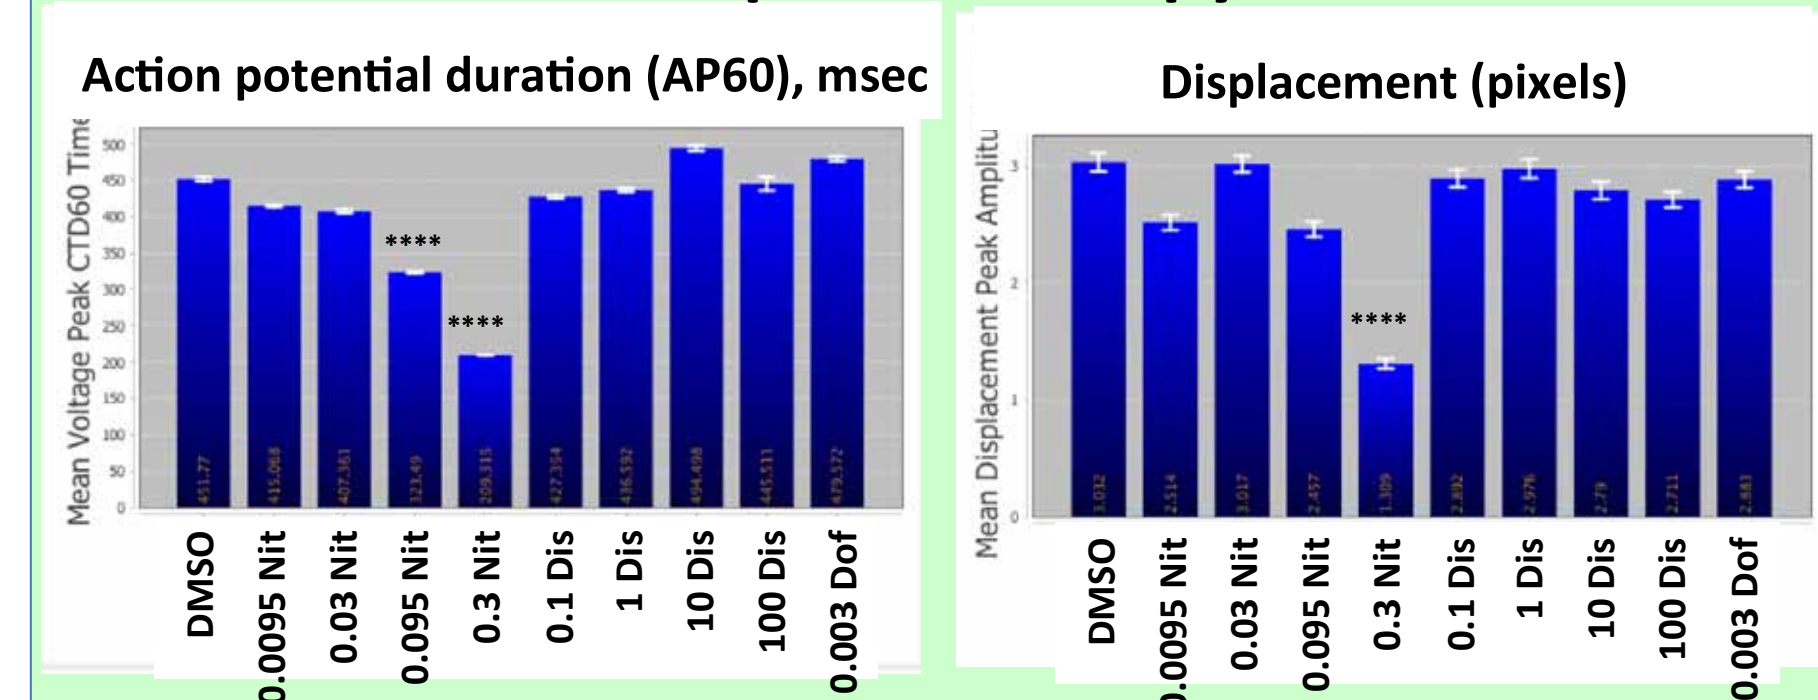 Action potential duration (AP60), msec
Mean Voltage Peak CTD60 Time
500
450
400
350
300
250
200
150
100
50
0
****
****
451.77
415.068
407.361
323.49
209.315
427.354
436.592
494.498
445.511
479.572
DMSO
0.0095 Nit
0.03 Nit
0.095 Nit
0.3 Nit
0.1 Dis
1 Dis
10 Dis
100 Dis
0.003 Dof
Displacement (pixels)
Mean Displacement Peak Amplitu
3
2
1
0
****
3.032
2.514
3.017
2.457
1.309
2.892
2.976
2.79
2.711
2.883
DMSO
0.0095 Nit
0.03 Nit
0.095 Nit
0.3 Nit
0.1 Dis
1 Dis
10 Dis
100 Dis
0.003 Dof